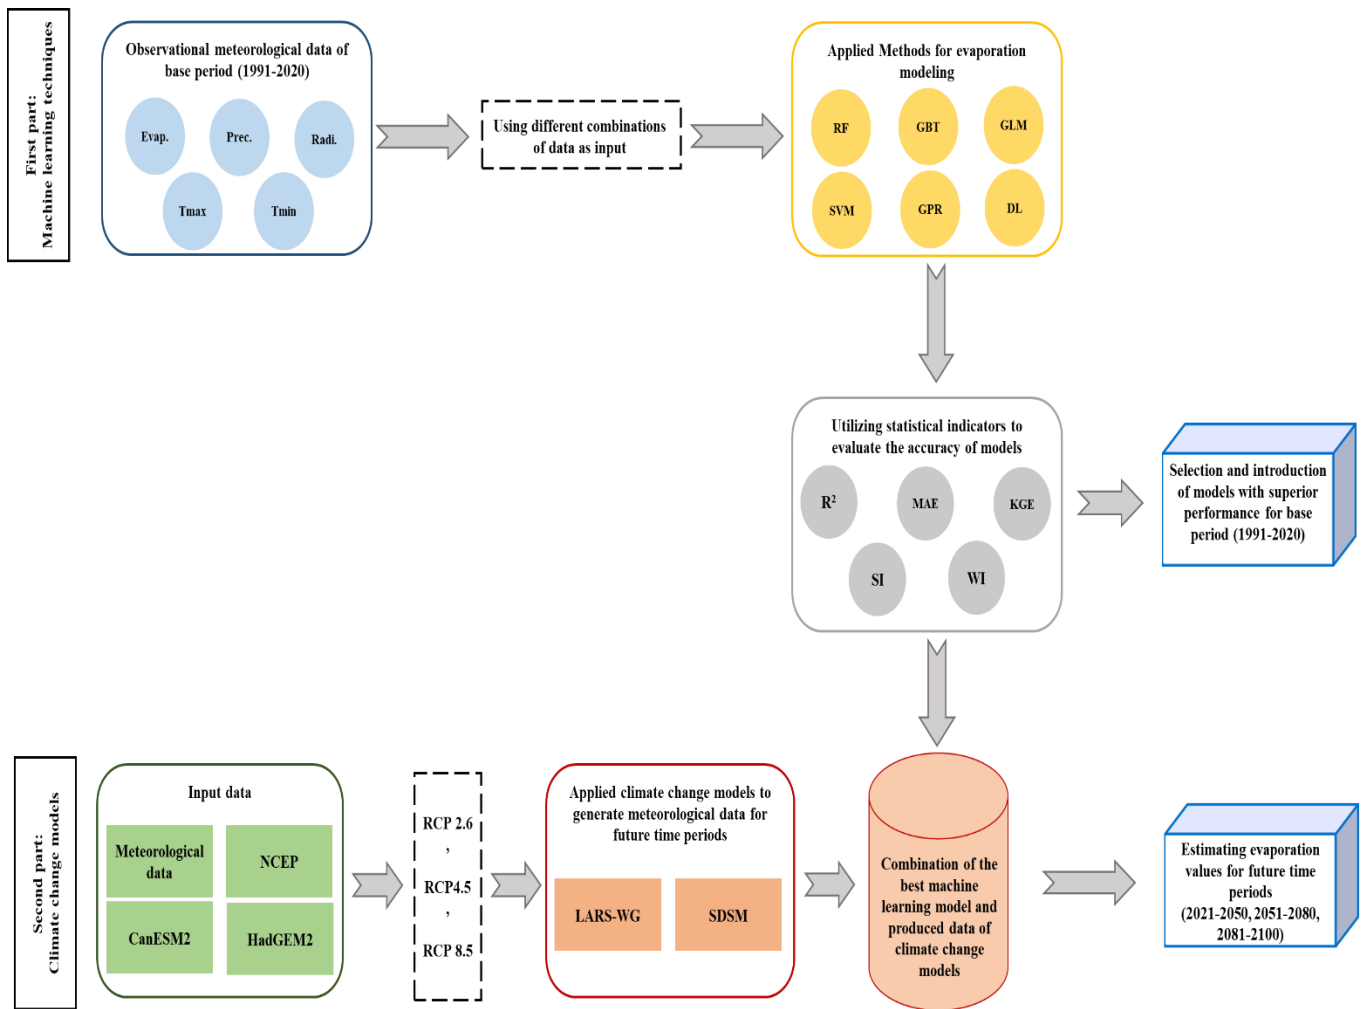 First part:
Machine learning techniques
Observational meteorological data of
base period (1991-2020)
Evap.
Prec.
Radi.
Tmax
Tmin
Using different combinations
of data as input
Applied Methods for evaporation
modeling
RF
GBT
GLM
SVM
GPR
DL
Utilizing statistical indicators to
evaluate the accuracy of models
R²
MAE
KGE
SI
WI
Selection and introduction
of models with superior
performance for base
period (1991-2020)
Second part:
Climate change models
Input data
Meteorological
data
NCEP
CanESM2
HadGEM2
RCP 2.6
,
RCP4.5
,
RCP 8.5
Applied climate change models to
generate meteorological data for
future time periods
LARS-WG
SDSM
Combination of the
best machine
learning model and
produced data of
climate change
models
Estimating evaporation
values for future time
periods
(2021-2050, 2051-2080,
2081-2100)